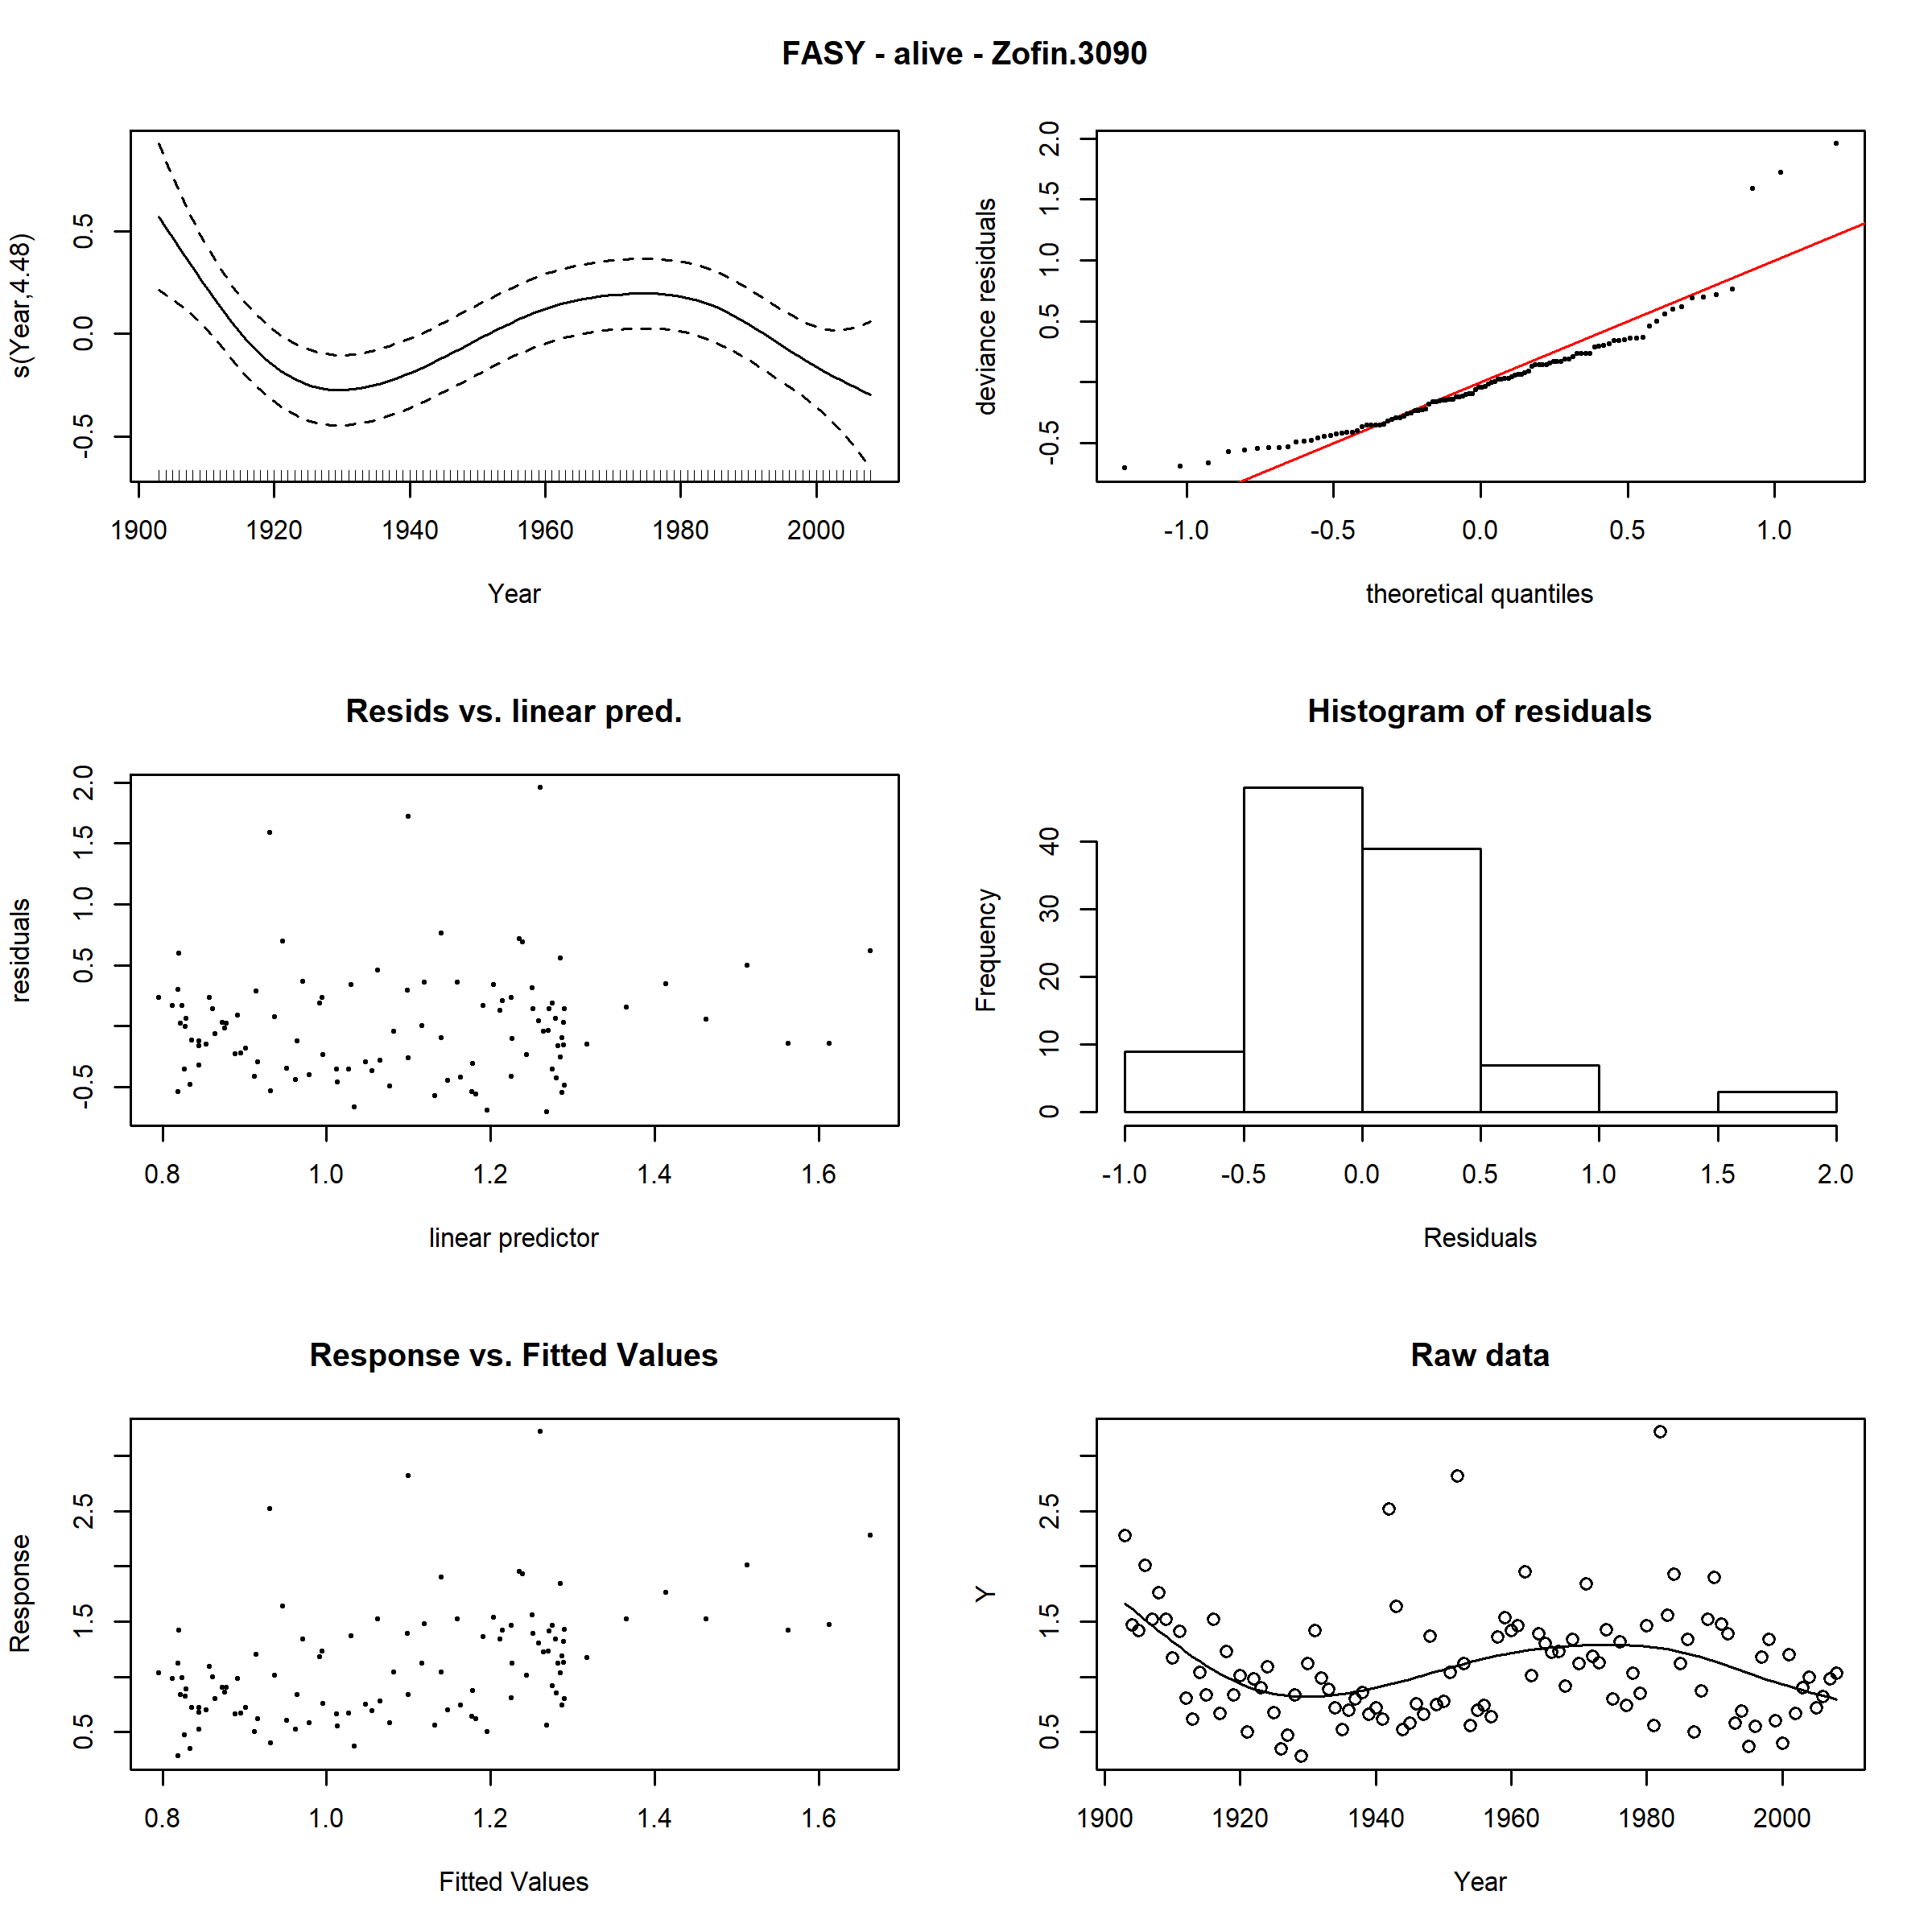 FASY - alive - Zofin.3090
s(Year,4.48)
-0.5 0.0 0.5
1900 1920 1940 1960 1980 2000
Year
deviance residuals
-0.5 0.5 1.0 1.5 2.0
-1.0 -0.5 0.0 0.5 1.0
theoretical quantiles
Resids vs. linear pred.
residuals
-0.5 0.5 1.0 1.5 2.0
0.8 1.0 1.2 1.4 1.6
linear predictor
Histogram of residuals
Frequency
0 10 20 30 40
-1.0 -0.5 0.0 0.5 1.0 1.5 2.0
Residuals
Response vs. Fitted Values
Response
0.5 1.5 2.5
0.8 1.0 1.2 1.4 1.6
Fitted Values
Raw data
Y
0.5 1.5 2.5
1900 1920 1940 1960 1980 2000
Year